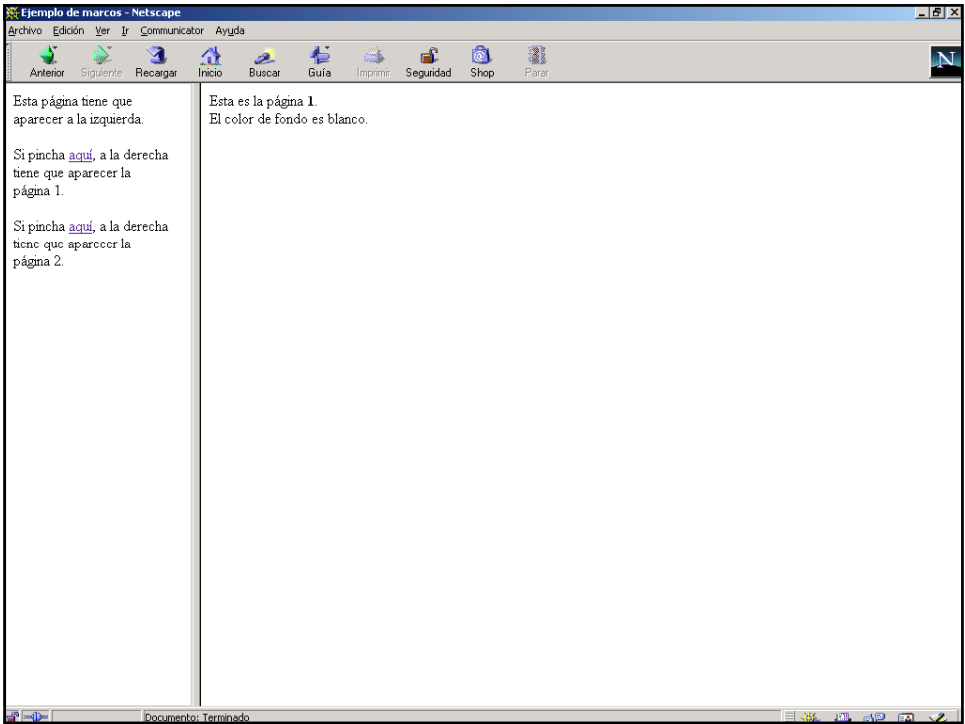 Ejemplo de marcos - Netscape
Archivo Edición Ver Ir Communicator Ayuda
Anterior Siguiente Recargar Inicio Buscar Guía Imprimir Seguridad Shop Parar
N
Esta página tiene que
aparecer a la izquierda.
Si pincha aquí, a la derecha
tiene que aparecer la
página 1.
Si pincha aquí, a la derecha
tiene que aparecer la
página 2.
Esta es la página 1.
El color de fondo es blanco.
Documento: Terminado